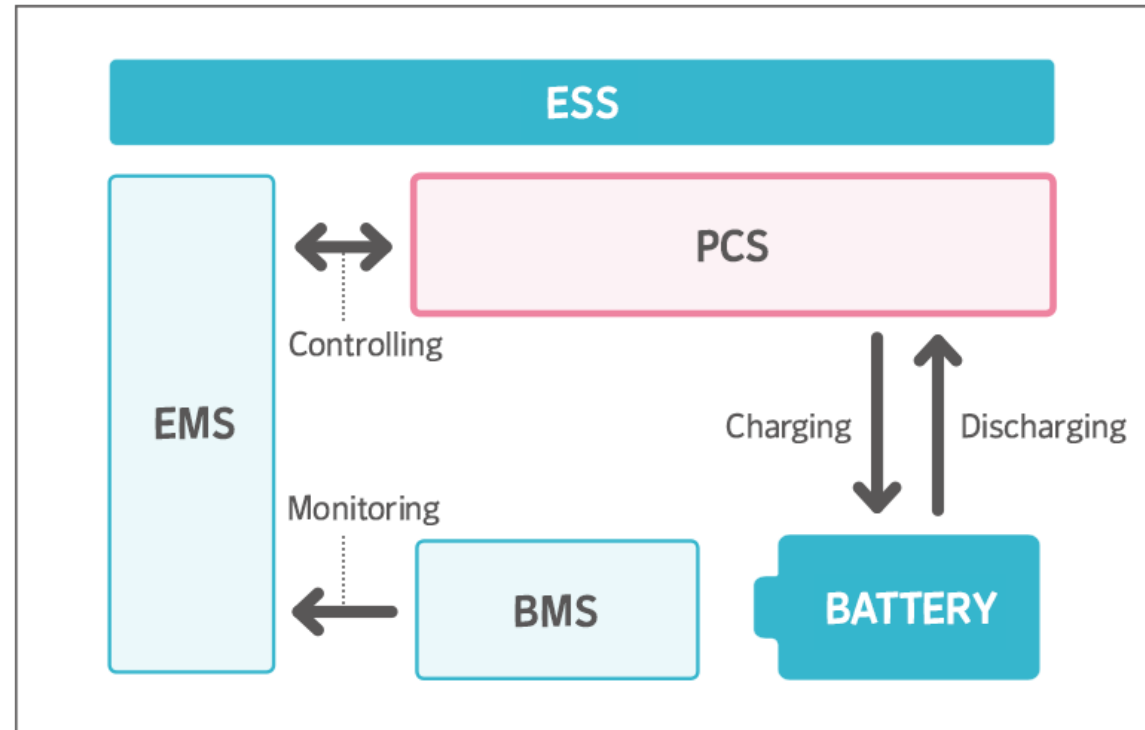 ESS
PCS
Controlling
EMS
Charging
Discharging
Monitoring
BMS
BATTERY